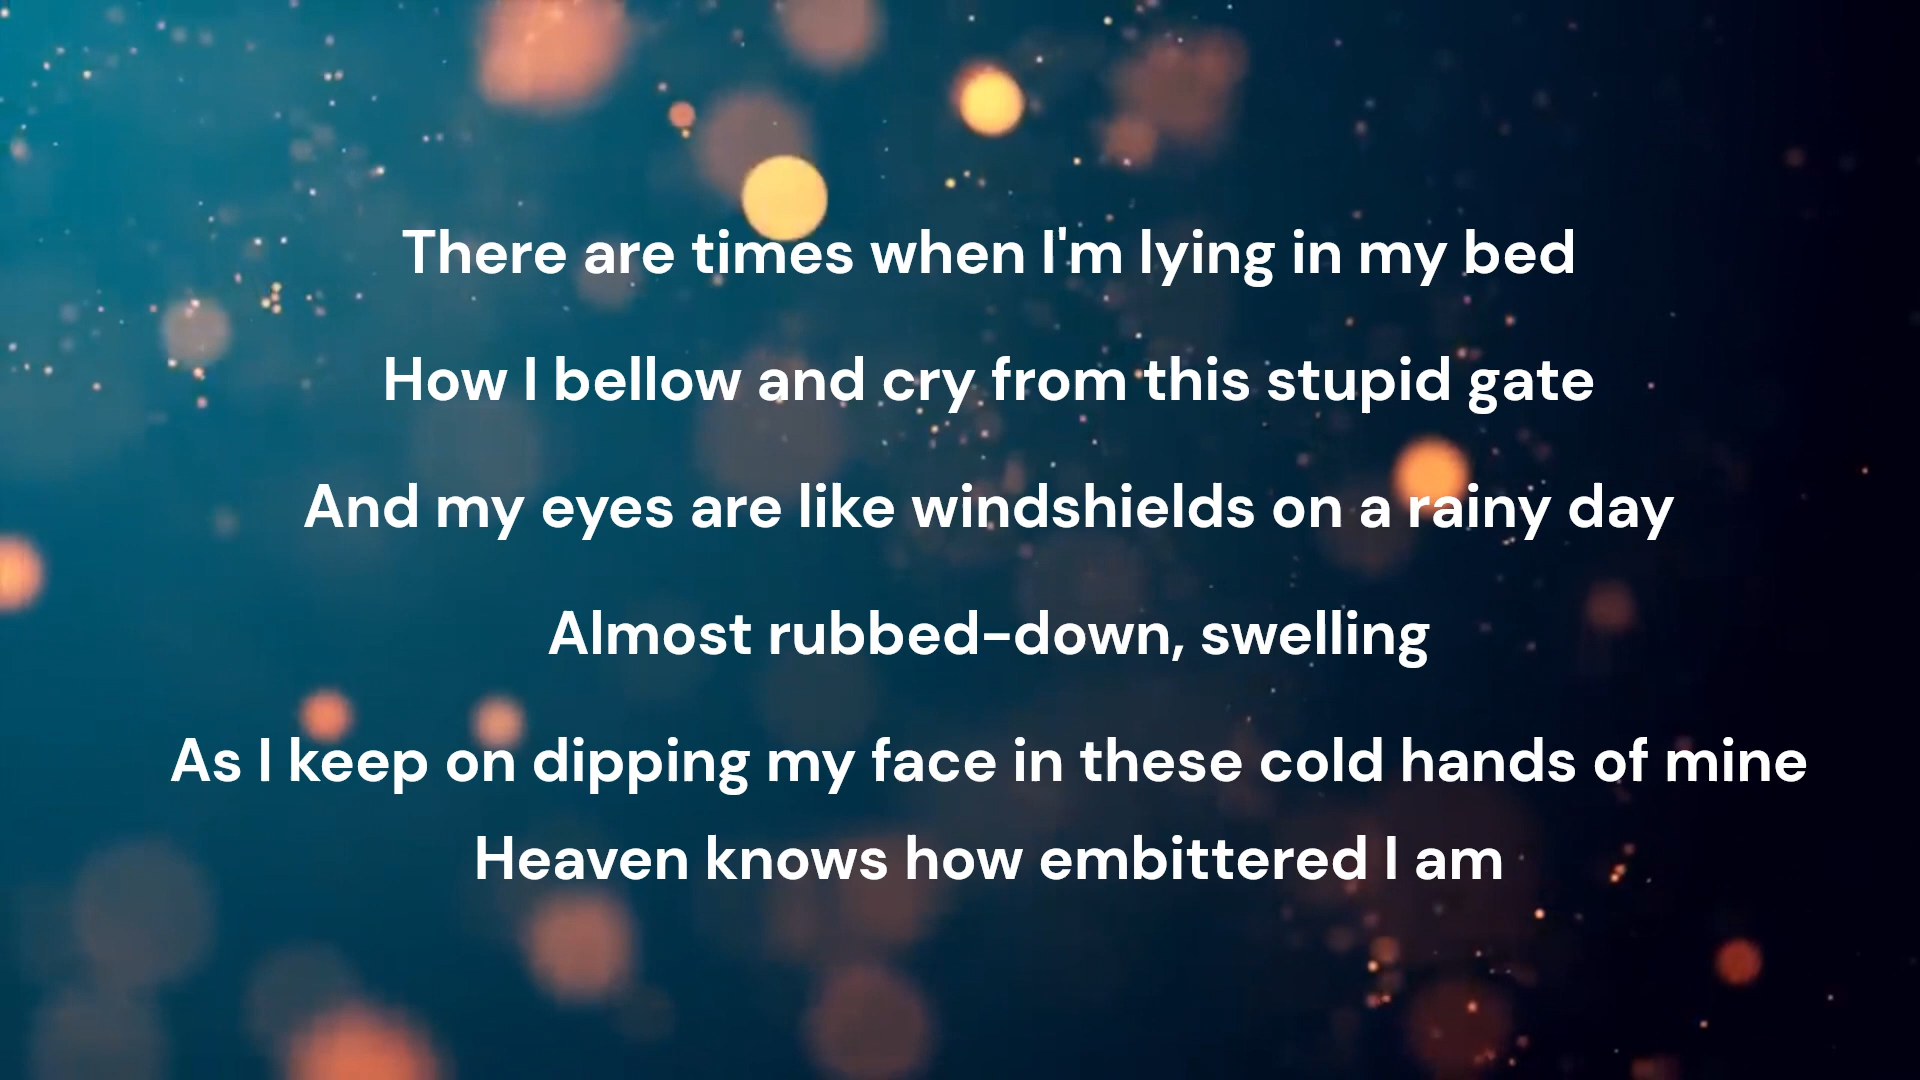 There are times when I'm lying in my bed
How I bellow and cry from this stupid gate
And my eyes are like windshields on a rainy day
Almost rubbed-down, swelling
As I keep on dipping my face in these cold hands of mine
Heaven knows how embittered I am